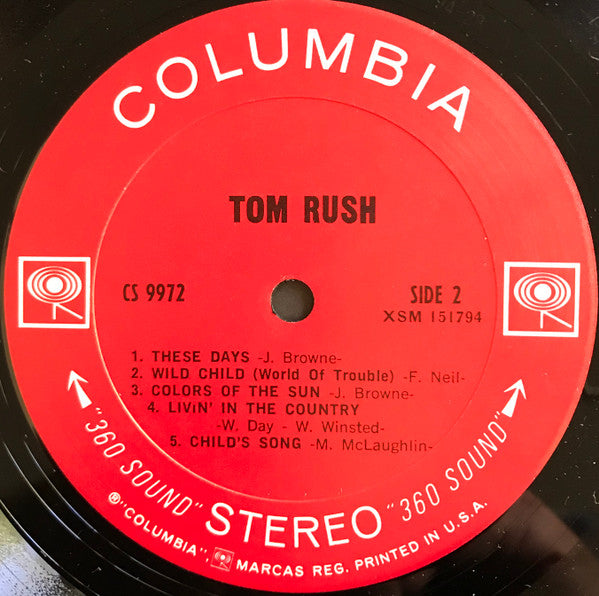 COLUMBIA
TOM RUSH
CS 9972
SIDE 2
XSM 151794
1. THESE DAYS -J. Browne-
2. WILD CHILD (World Of Trouble) -F. Neil-
3. COLORS OF THE SUN -J. Browne-
4. LIVIN' IN THE COUNTRY
-W. Day - W. Winsted-
5. CHILD'S SONG -M. McLaughlin-
"360 SOUND" STEREO "360 SOUND"
® "COLUMBIA", MARCAS REG. PRINTED IN U.S.A.